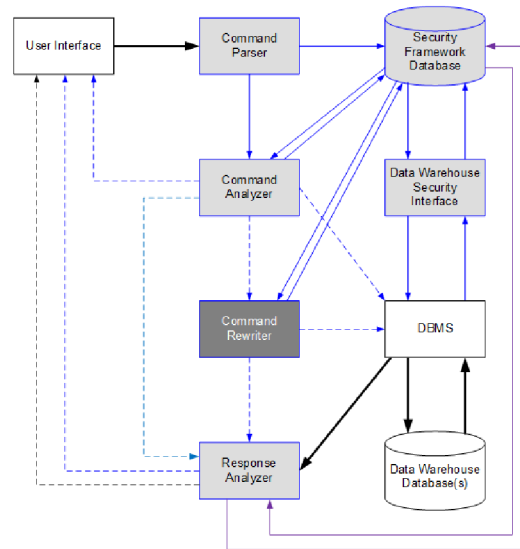 User Interface
Command
Parser
Security
Framework
Database
Command
Analyzer
Data Warehouse
Security
Interface
Command
Rewriter
DBMS
Response
Analyzer
Data Warehouse
Database(s)